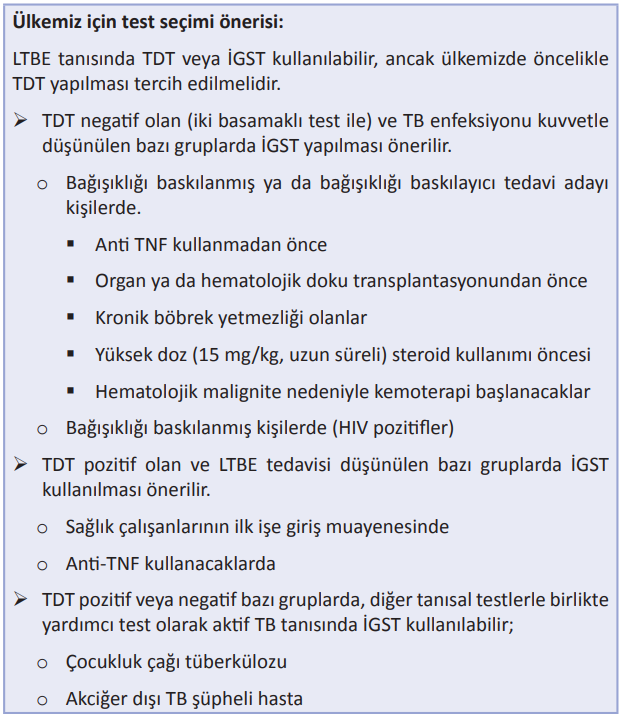 Ülkemiz için test seçimi önerisi:
LTBE tanısında TDT veya İGST kullanılabilir, ancak ülkemizde öncelikle
TDT yapılması tercih edilmelidir.
➢ TDT negatif olan (iki basamaklı test ile) ve TB enfeksiyonu kuvvetle
düşünülen bazı gruplarda İGST yapılması önerilir.
o Bağışıklığı baskılanmış ya da bağışıklığı baskılayıcı tedavi adayı
kişilerde.
▪ Anti TNF kullanmadan önce
▪ Organ ya da hematolojik doku transplantasyonundan önce
▪ Kronik böbrek yetmezliği olanlar
▪ Yüksek doz (15 mg/kg, uzun süreli) steroid kullanımı öncesi
▪ Hematolojik malignite nedeniyle kemoterapi başlanacaklar
o Bağışıklığı baskılanmış kişilerde (HIV pozitifler)
➢ TDT pozitif olan ve LTBE tedavisi düşünülen bazı gruplarda İGST
kullanılması önerilir.
o Sağlık çalışanlarının ilk işe giriş muayenesinde
o Anti-TNF kullanacaklarda
➢ TDT pozitif veya negatif bazı gruplarda, diğer tanısal testlerle birlikte
yardımcı test olarak aktif TB tanısında İGST kullanılabilir;
o Çocukluk çağı tüberkülozu
o Akciğer dışı TB şüpheli hasta